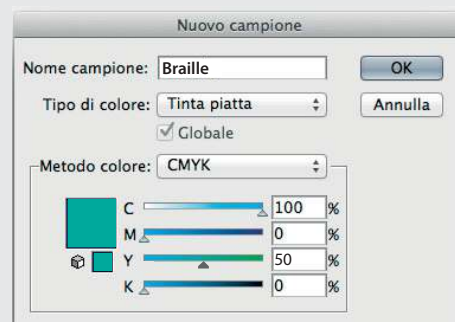 Nuovo campione
Nome campione: Braille OK
Tipo di colore: Tinta piatta Annulla
Globale
Metodo colore: CMYK
C 100 %
M 0 %
Y 50 %
K 0 %